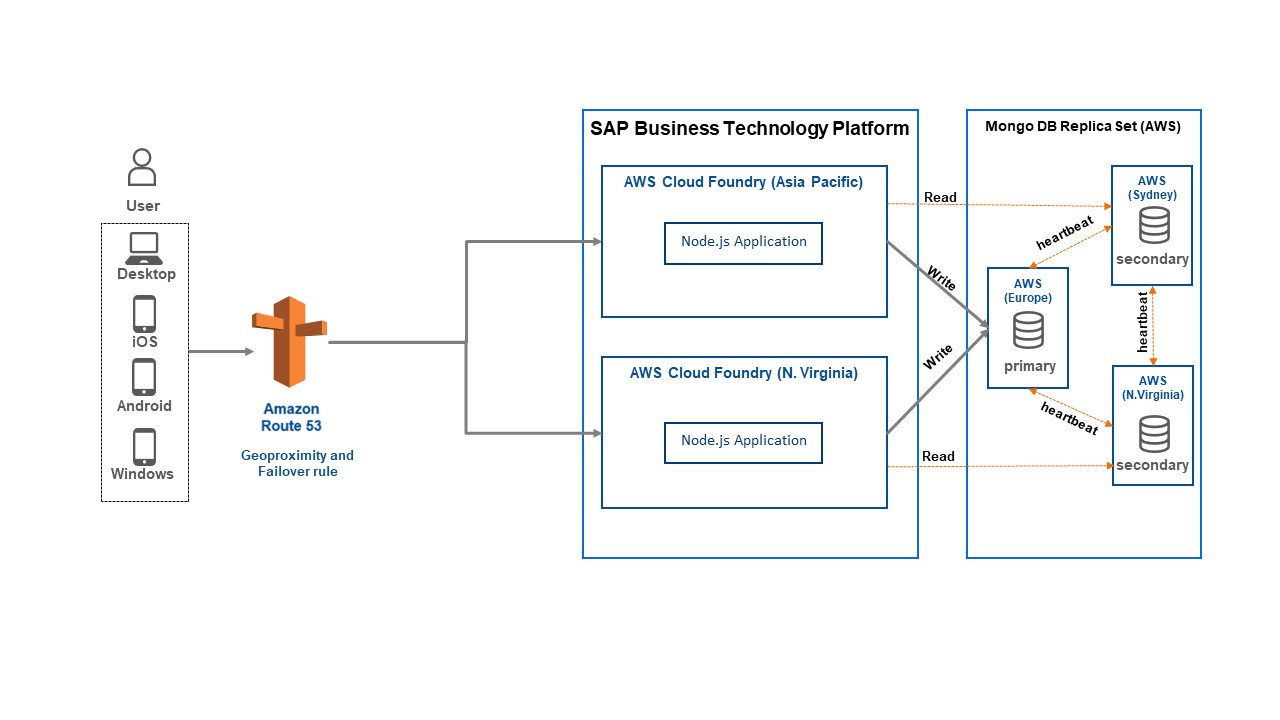 User
Desktop
iOS
Android
Windows
Amazon
Route 53
Geoproximity and
Failover rule
SAP Business Technology Platform
AWS Cloud Foundry (Asia Pacific)
Node.js Application
AWS Cloud Foundry (N. Virginia)
Node.js Application
Read
Write
Write
Read
Mongo DB Replica Set (AWS)
AWS
(Sydney)
secondary
heartbeat
AWS
(Europe)
primary
heartbeat
heartbeat
AWS
(N.Virginia)
secondary